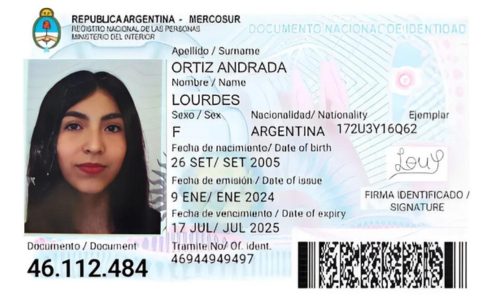 REPUBLICA ARGENTINA - MERCOSUR
REGISTRO NACIONAL DE LAS PERSONAS
MINISTERIO DEL INTERIOR
DOCUMENTO NACIONAL DE IDENTIDAD
Apellido / Surname
ORTIZ ANDRADA
Nombre / Name
LOURDES
Sexo / Sex Nacionalidad/ Nationality Ejemplar
F ARGENTINA 172U3Y16Q62
Fecha de nacimiento/ Date of birth
26 SET/ SET 2005
Fecha de emisión / Date of issue
9 ENE/ ENE 2024
FIRMA IDENTIFICADO /
SIGNATURE
Fecha de vencimiento / Date of expiry
17 JUL/ JUL 2025
Documento / Document
46.112.484
Tramite No/ Of. ident.
46944949497